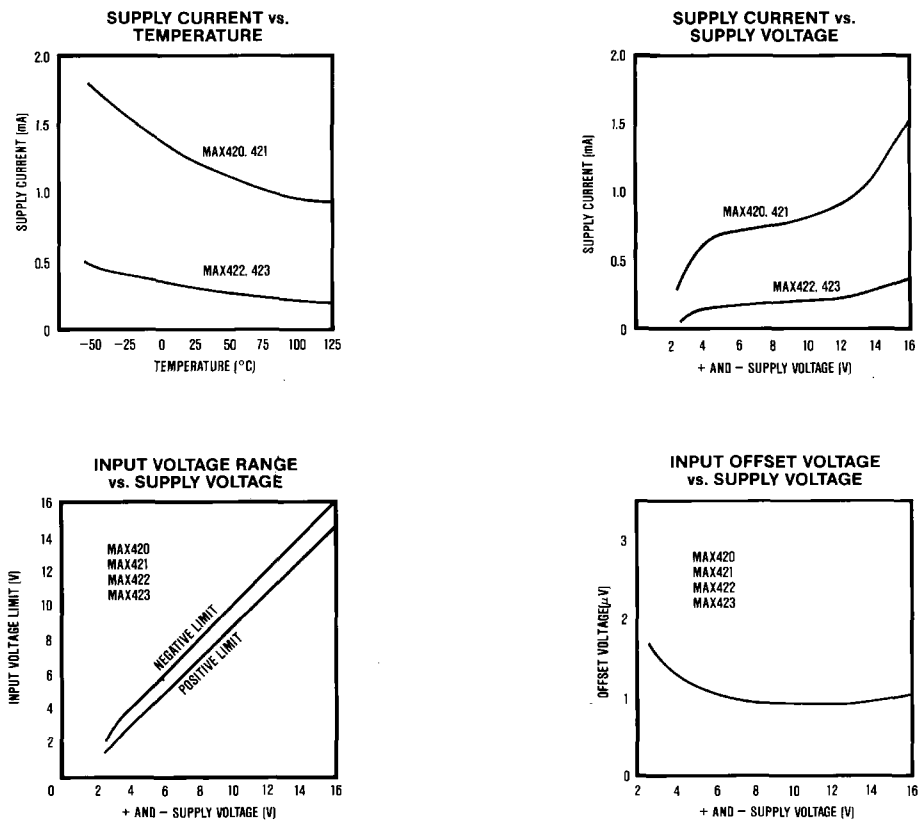 SUPPLY CURRENT vs.
TEMPERATURE
2.0
1.5
1.0
0.5
0
SUPPLY CURRENT (mA)
MAX420, 421
MAX422, 423
−50 −25 0 25 50 75 100 125
TEMPERATURE (°C)
SUPPLY CURRENT vs.
SUPPLY VOLTAGE
2.0
1.5
1.0
0.5
0
SUPPLY CURRENT (mA)
MAX420, 421
MAX422, 423
2 4 6 8 10 12 14 16
+ AND − SUPPLY VOLTAGE (V)
INPUT VOLTAGE RANGE
vs. SUPPLY VOLTAGE
16
14
12
10
8
6
4
2
INPUT VOLTAGE LIMIT (V)
MAX420
MAX421
MAX422
MAX423
NEGATIVE LIMIT
POSITIVE LIMIT
0 2 4 6 8 10 12 14 16
+ AND − SUPPLY VOLTAGE (V)
INPUT OFFSET VOLTAGE
vs. SUPPLY VOLTAGE
3
2
1
0
OFFSET VOLTAGE(μV)
MAX420
MAX421
MAX422
MAX423
2 4 6 8 10 12 14 16
+ AND − SUPPLY VOLTAGE (V)